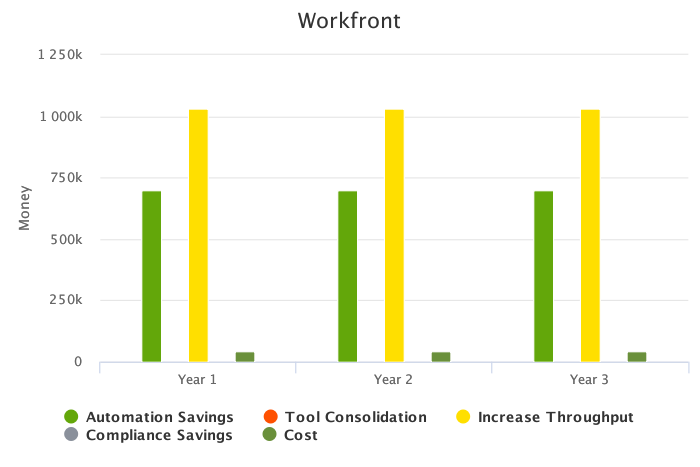 Workfront
1 250k
1 000k
750k
500k
250k
0
Money
Year 1
Year 2
Year 3
Automation Savings
Tool Consolidation
Increase Throughput
Compliance Savings
Cost